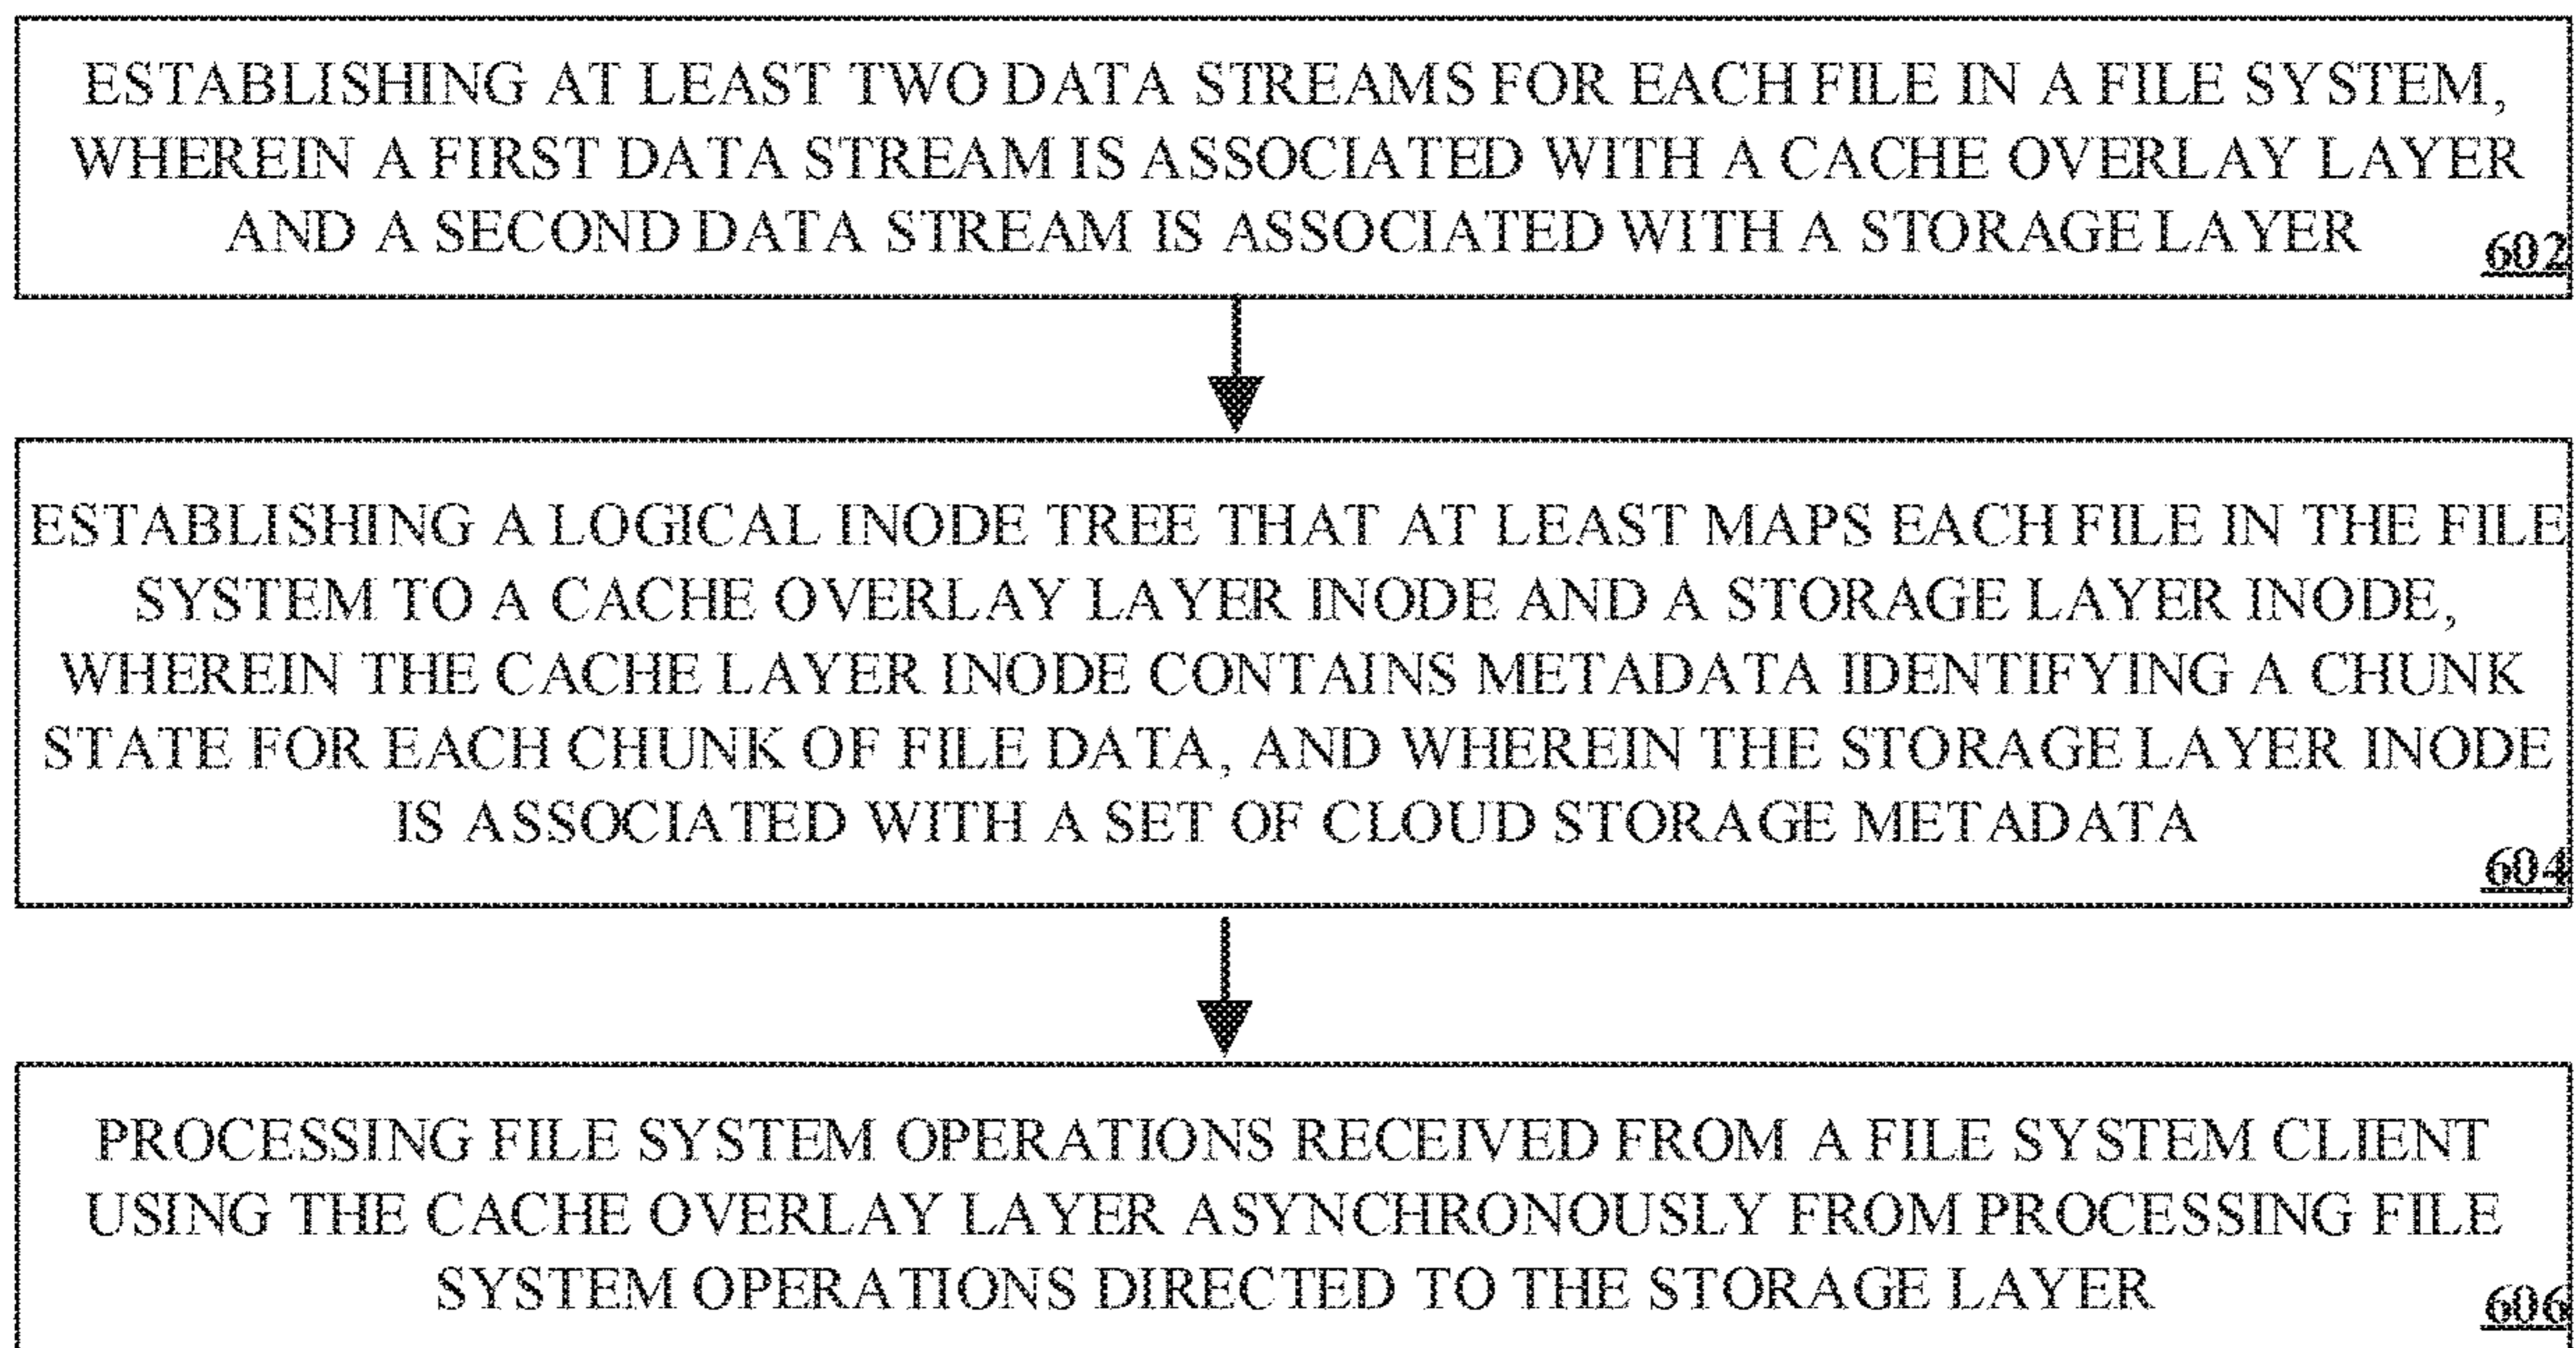 ESTABLISHING AT LEAST TWO DATA STREAMS FOR EACH FILE IN A FILE SYSTEM,
WHEREIN A FIRST DATA STREAM IS ASSOCIATED WITH A CACHE OVERLAY LAYER
AND A SECOND DATA STREAM IS ASSOCIATED WITH A STORAGE LAYER
602
ESTABLISHING A LOGICAL INODE TREE THAT AT LEAST MAPS EACH FILE IN THE FILE
SYSTEM TO A CACHE OVERLAY LAYER INODE AND A STORAGE LAYER INODE,
WHEREIN THE CACHE LAYER INODE CONTAINS METADATA IDENTIFYING A CHUNK
STATE FOR EACH CHUNK OF FILE DATA, AND WHEREIN THE STORAGE LAYER INODE
IS ASSOCIATED WITH A SET OF CLOUD STORAGE METADATA
604
PROCESSING FILE SYSTEM OPERATIONS RECEIVED FROM A FILE SYSTEM CLIENT
USING THE CACHE OVERLAY LAYER ASYNCHRONOUSLY FROM PROCESSING FILE
SYSTEM OPERATIONS DIRECTED TO THE STORAGE LAYER
606